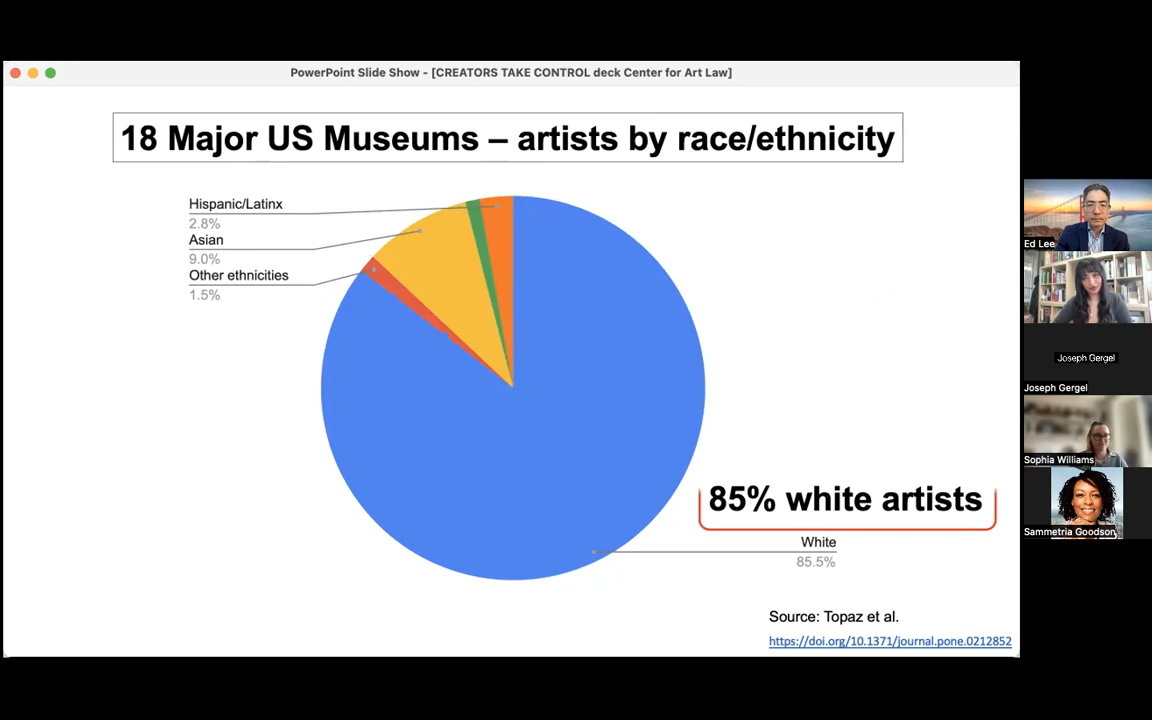 PowerPoint Slide Show - [CREATORS TAKE CONTROL deck Center for Art Law]
18 Major US Museums – artists by race/ethnicity
Hispanic/Latinx
2.8%
Asian
9.0%
Other ethnicities
1.5%
85% white artists
White
85.5%
Source: Topaz et al.
https://doi.org/10.1371/journal.pone.0212852
Ed Lee
Joseph Gergel
Joseph Gergel
Sophia Williams
Sammetria Goodson